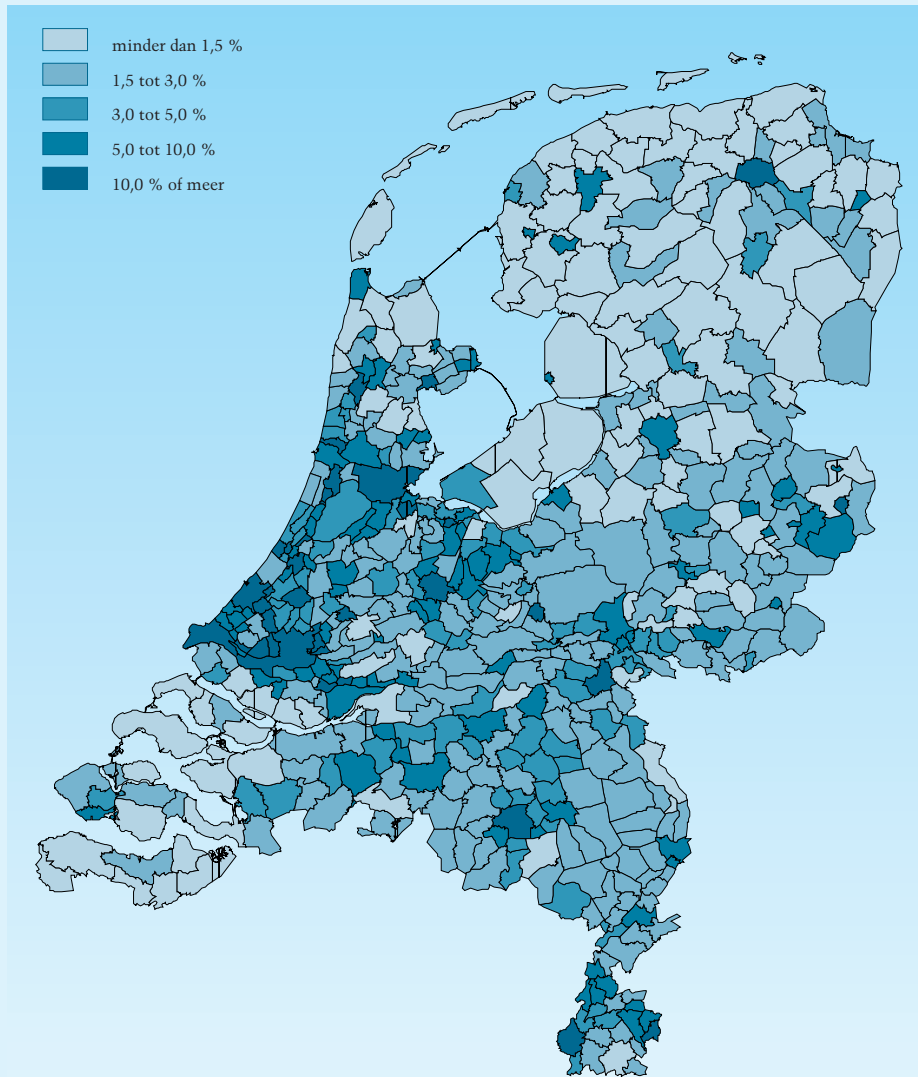 minder dan 1,5 %
1,5 tot 3,0 %
3,0 tot 5,0 %
5,0 tot 10,0 %
10,0 % of meer